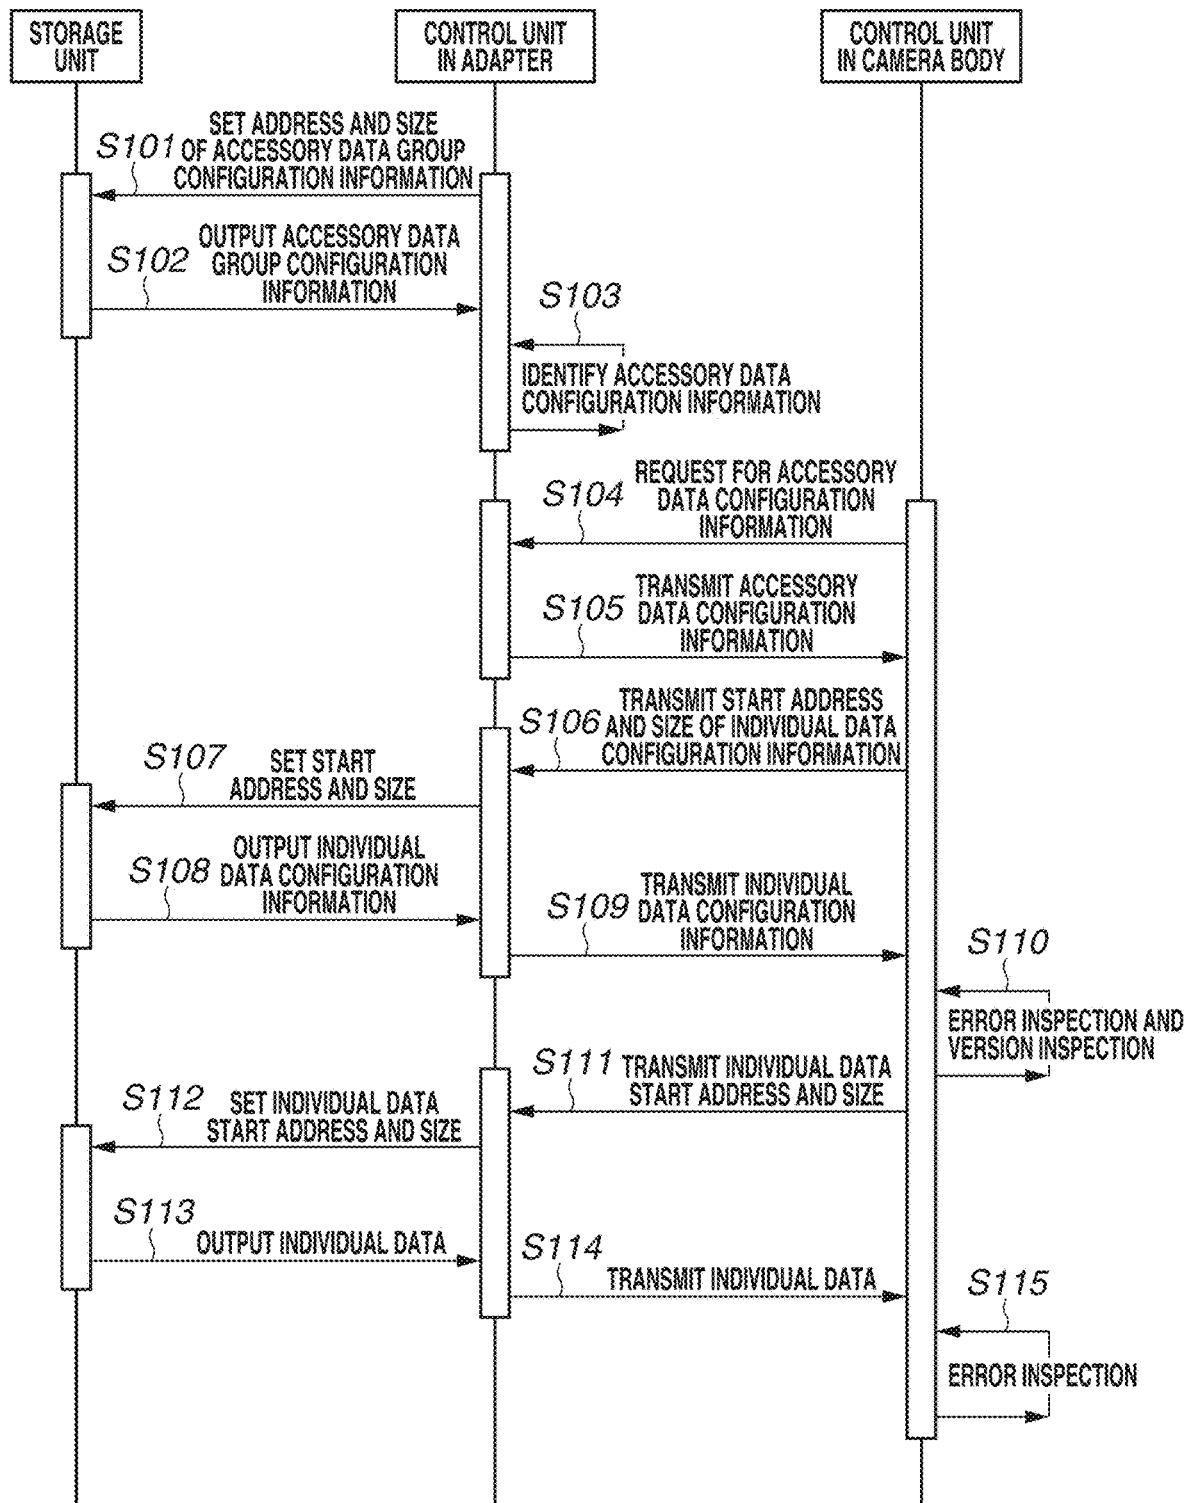 STORAGE
UNIT
CONTROL UNIT
IN ADAPTER
CONTROL UNIT
IN CAMERA BODY
S101
SET ADDRESS AND SIZE
OF ACCESSORY DATA GROUP
CONFIGURATION INFORMATION
S102
OUTPUT ACCESSORY DATA
GROUP CONFIGURATION
INFORMATION
S103
IDENTIFY ACCESSORY DATA
CONFIGURATION INFORMATION
S104
REQUEST FOR ACCESSORY
DATA CONFIGURATION
INFORMATION
S105
TRANSMIT ACCESSORY
DATA CONFIGURATION
INFORMATION
S106
TRANSMIT START ADDRESS
AND SIZE OF INDIVIDUAL DATA
CONFIGURATION INFORMATION
S107
SET START
ADDRESS AND SIZE
S108
OUTPUT INDIVIDUAL
DATA CONFIGURATION
INFORMATION
S109
TRANSMIT INDIVIDUAL
DATA CONFIGURATION
INFORMATION
S110
ERROR INSPECTION AND
VERSION INSPECTION
S111
TRANSMIT INDIVIDUAL DATA
START ADDRESS AND SIZE
S112
SET INDIVIDUAL DATA
START ADDRESS AND SIZE
S113
OUTPUT INDIVIDUAL DATA
S114
TRANSMIT INDIVIDUAL DATA
S115
ERROR INSPECTION